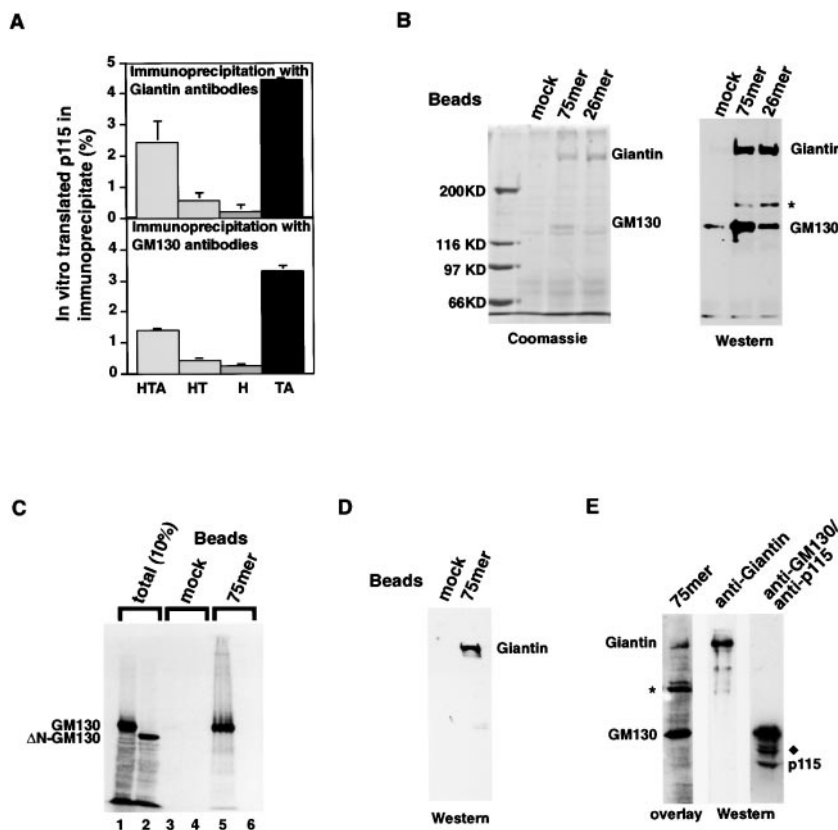 A
Immunoprecipitation with
Giantin antibodies
5
4
3
2
1
0
Immunoprecipitation with
GM130 antibodies
4
3
2
1
0
In vitro translated p115 in
immunoprecipitate (%)
HTA HT H TA
B
Beads mock 75mer 26mer
Giantin
200KD
GM130
116 KD
97 KD
66KD
Coomassie
mock 75mer 26mer
Giantin
*
GM130
Western
C
Beads
total (10%) mock 75mer
GM130
ΔN-GM130
1 2 3 4 5 6
D
Beads mock 75mer
Giantin
Western
E
75mer anti-Giantin anti-GM130/
anti-p115
Giantin
*
GM130
◆
p115
overlay Western